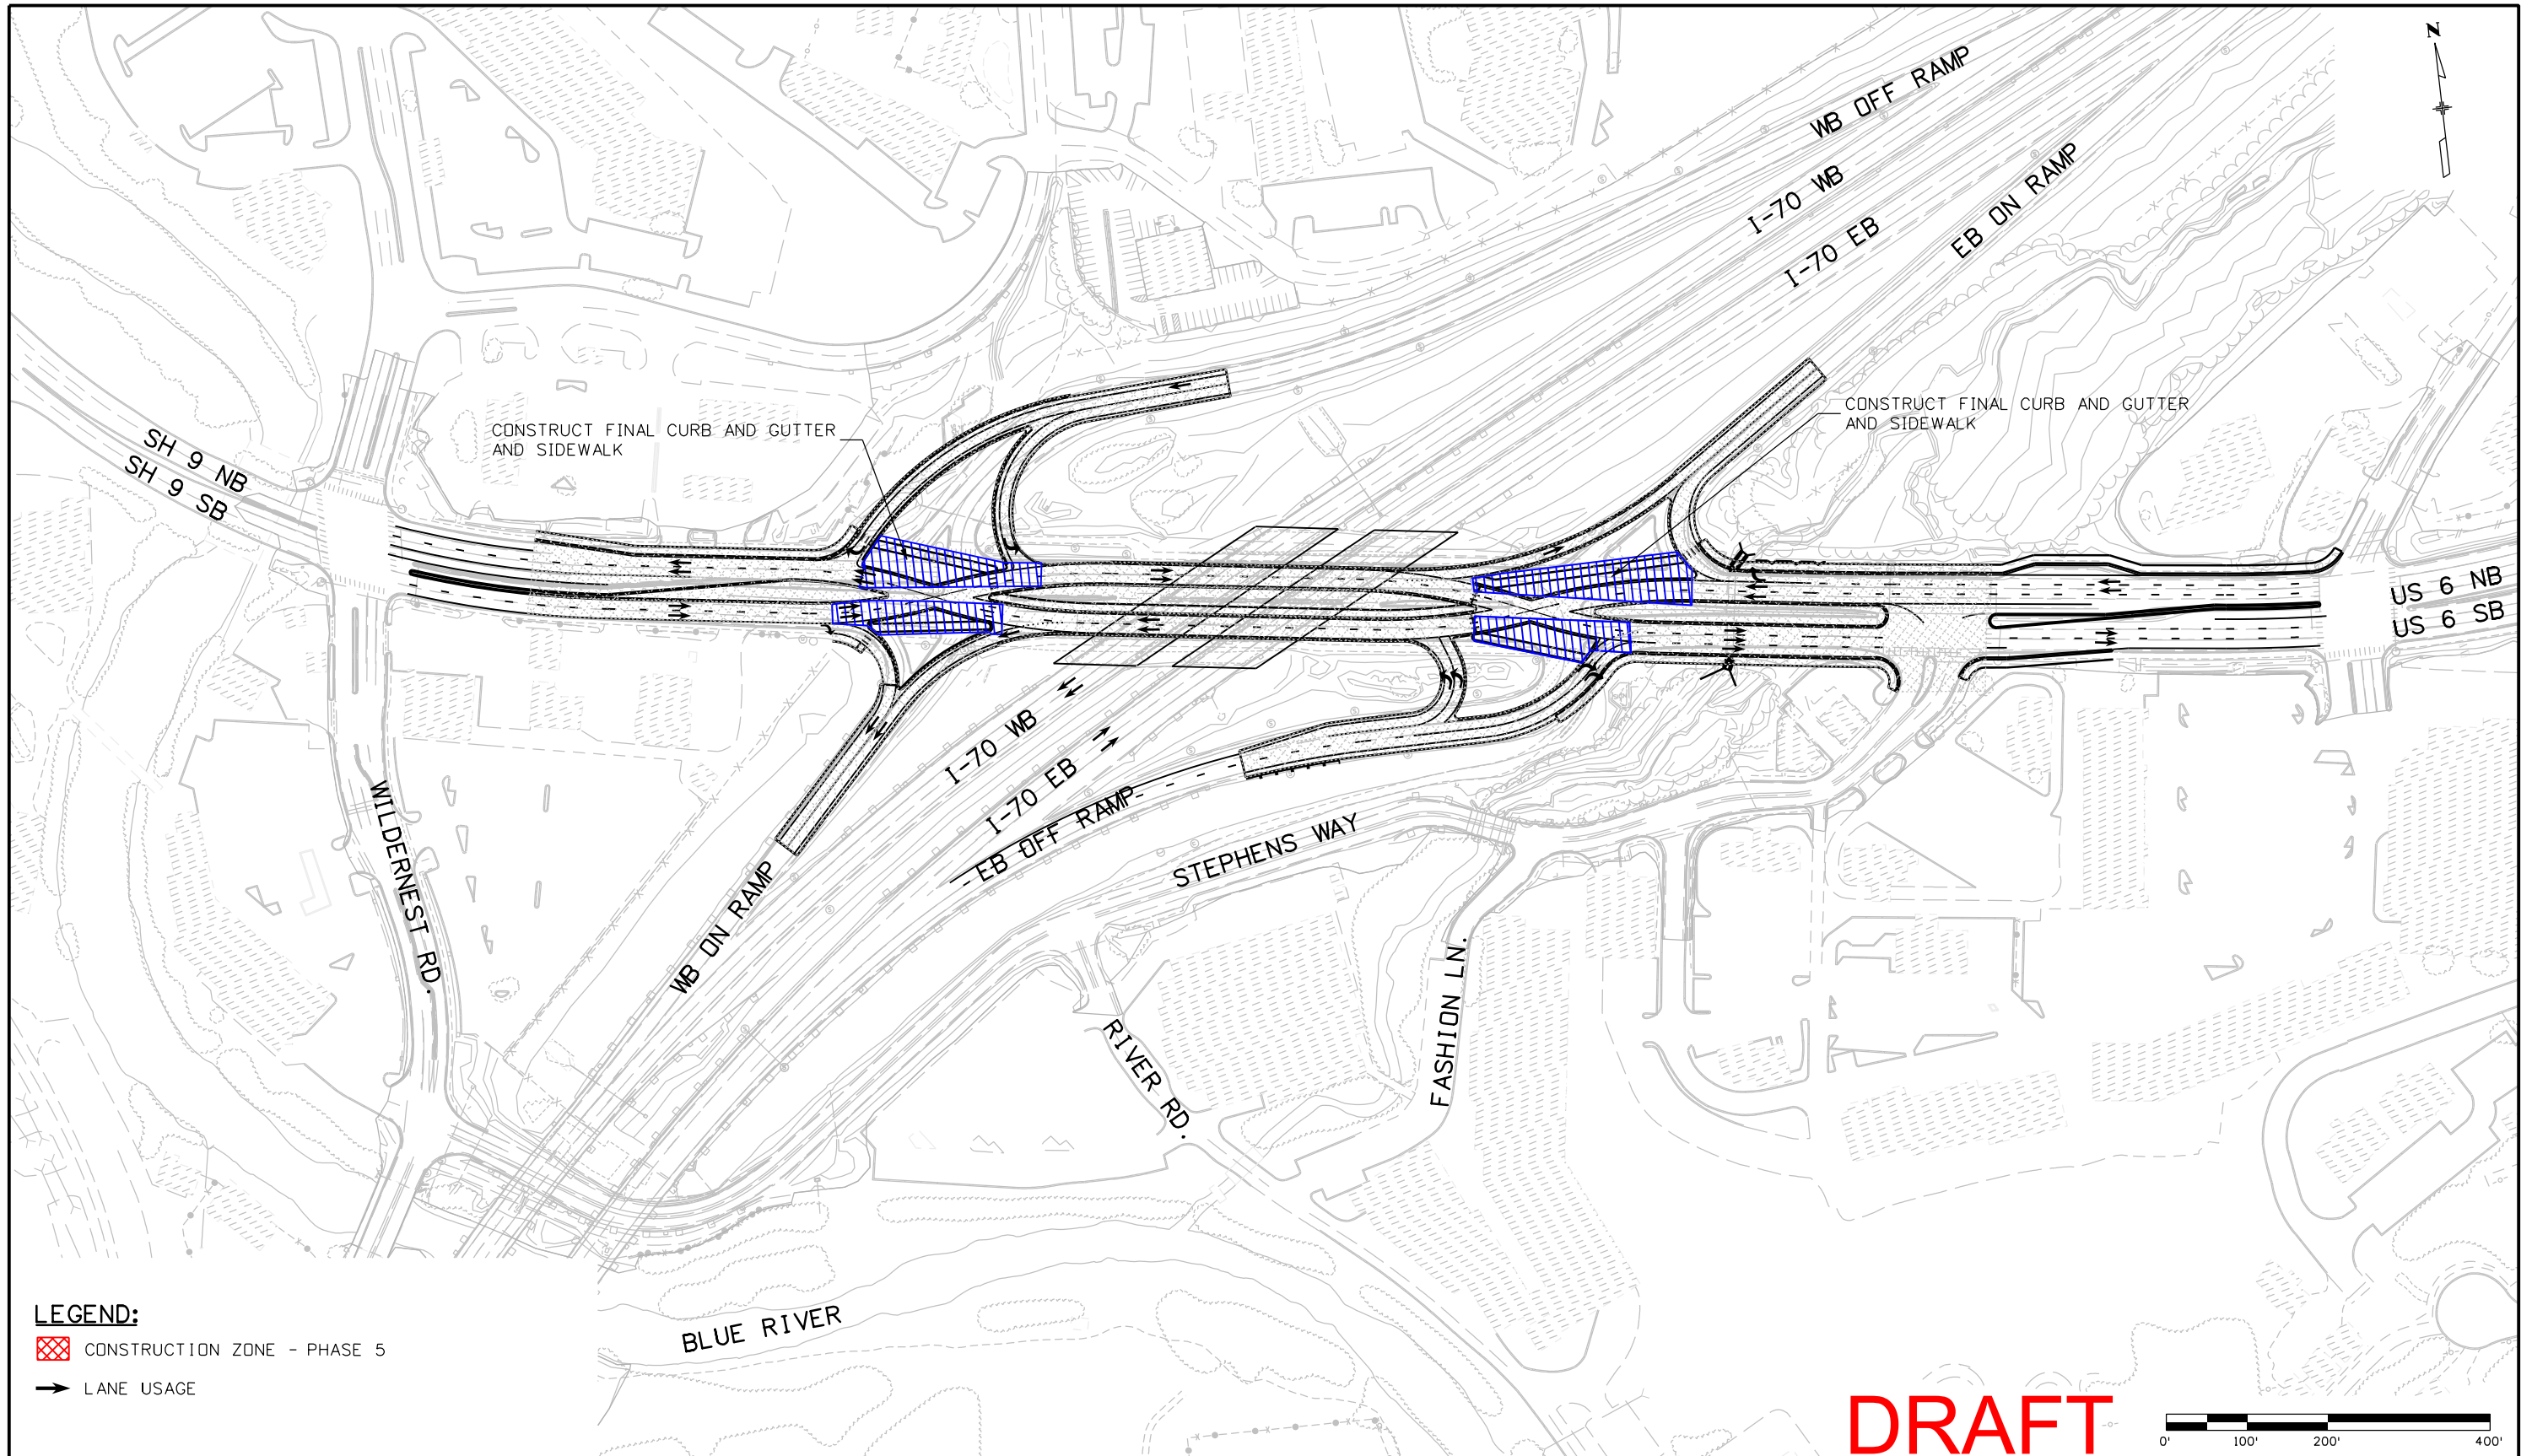 N
WB OFF RAMP
I-70 WB
I-70 EB
EB ON RAMP
CONSTRUCT FINAL CURB AND GUTTER
AND SIDEWALK
CONSTRUCT FINAL CURB AND GUTTER
AND SIDEWALK
SH 9 NB
SH 9 SB
US 6 NB
US 6 SB
I-70 WB
I-70 EB
EB OFF RAMP
STEPHENS WAY
WILDERNEST RD.
WB ON RAMP
RIVER RD.
FASHION LN.
BLUE RIVER
LEGEND:
CONSTRUCTION ZONE - PHASE 5
LANE USAGE
DRAFT
0' 100' 200' 400'